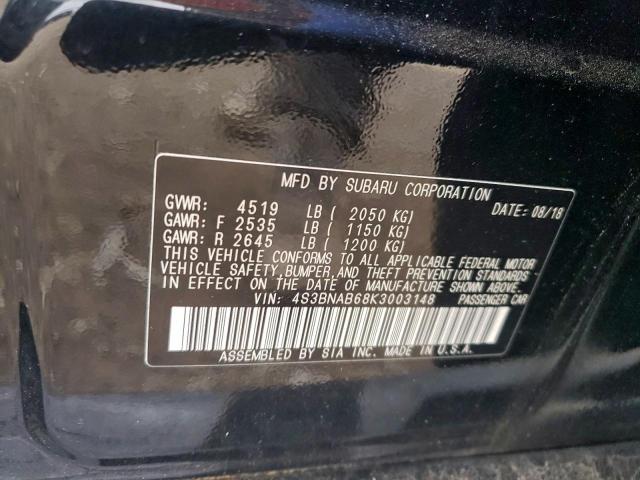 MFD BY SUBARU CORPORATION
GVWR: 4519 LB ( 2050 KG) DATE: 08/18
GAWR: F 2535 LB ( 1150 KG)
GAWR: R 2645 LB ( 1200 KG)
THIS VEHICLE CONFORMS TO ALL APPLICABLE FEDERAL MOTOR
VEHICLE SAFETY, BUMPER, AND THEFT PREVENTION STANDARDS
IN EFFECT ON THE DATE OF MANUFACTURE SHOWN ABOVE.
VIN: 4S3BNAB68K3003148 PASSENGER CAR
ASSEMBLED BY SIA INC. MADE IN U.S.A.